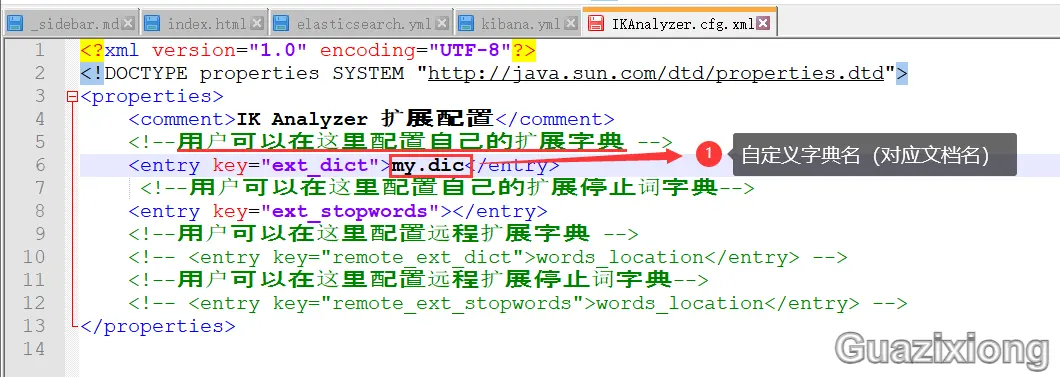 _sidebar.md index.html elasticsearch.yml kibana.yml IKAnalyzer.cfg.xml
1 <?xml version="1.0" encoding="UTF-8"?>
2 <!DOCTYPE properties SYSTEM "http://java.sun.com/dtd/properties.dtd">
3 <properties>
4 <comment>IK Analyzer 扩展配置</comment>
5 <!--用户可以在这里配置自己的扩展字典 -->
6 <entry key="ext_dict">my.dic</entry> 1 自定义字典名（对应文档名）
7 <!--用户可以在这里配置自己的扩展停止词字典-->
8 <entry key="ext_stopwords"></entry>
9 <!--用户可以在这里配置远程扩展字典 -->
10 <!-- <entry key="remote_ext_dict">words_location</entry> -->
11 <!--用户可以在这里配置远程扩展停止词字典-->
12 <!-- <entry key="remote_ext_stopwords">words_location</entry> -->
13 </properties>
14
Guazixiong